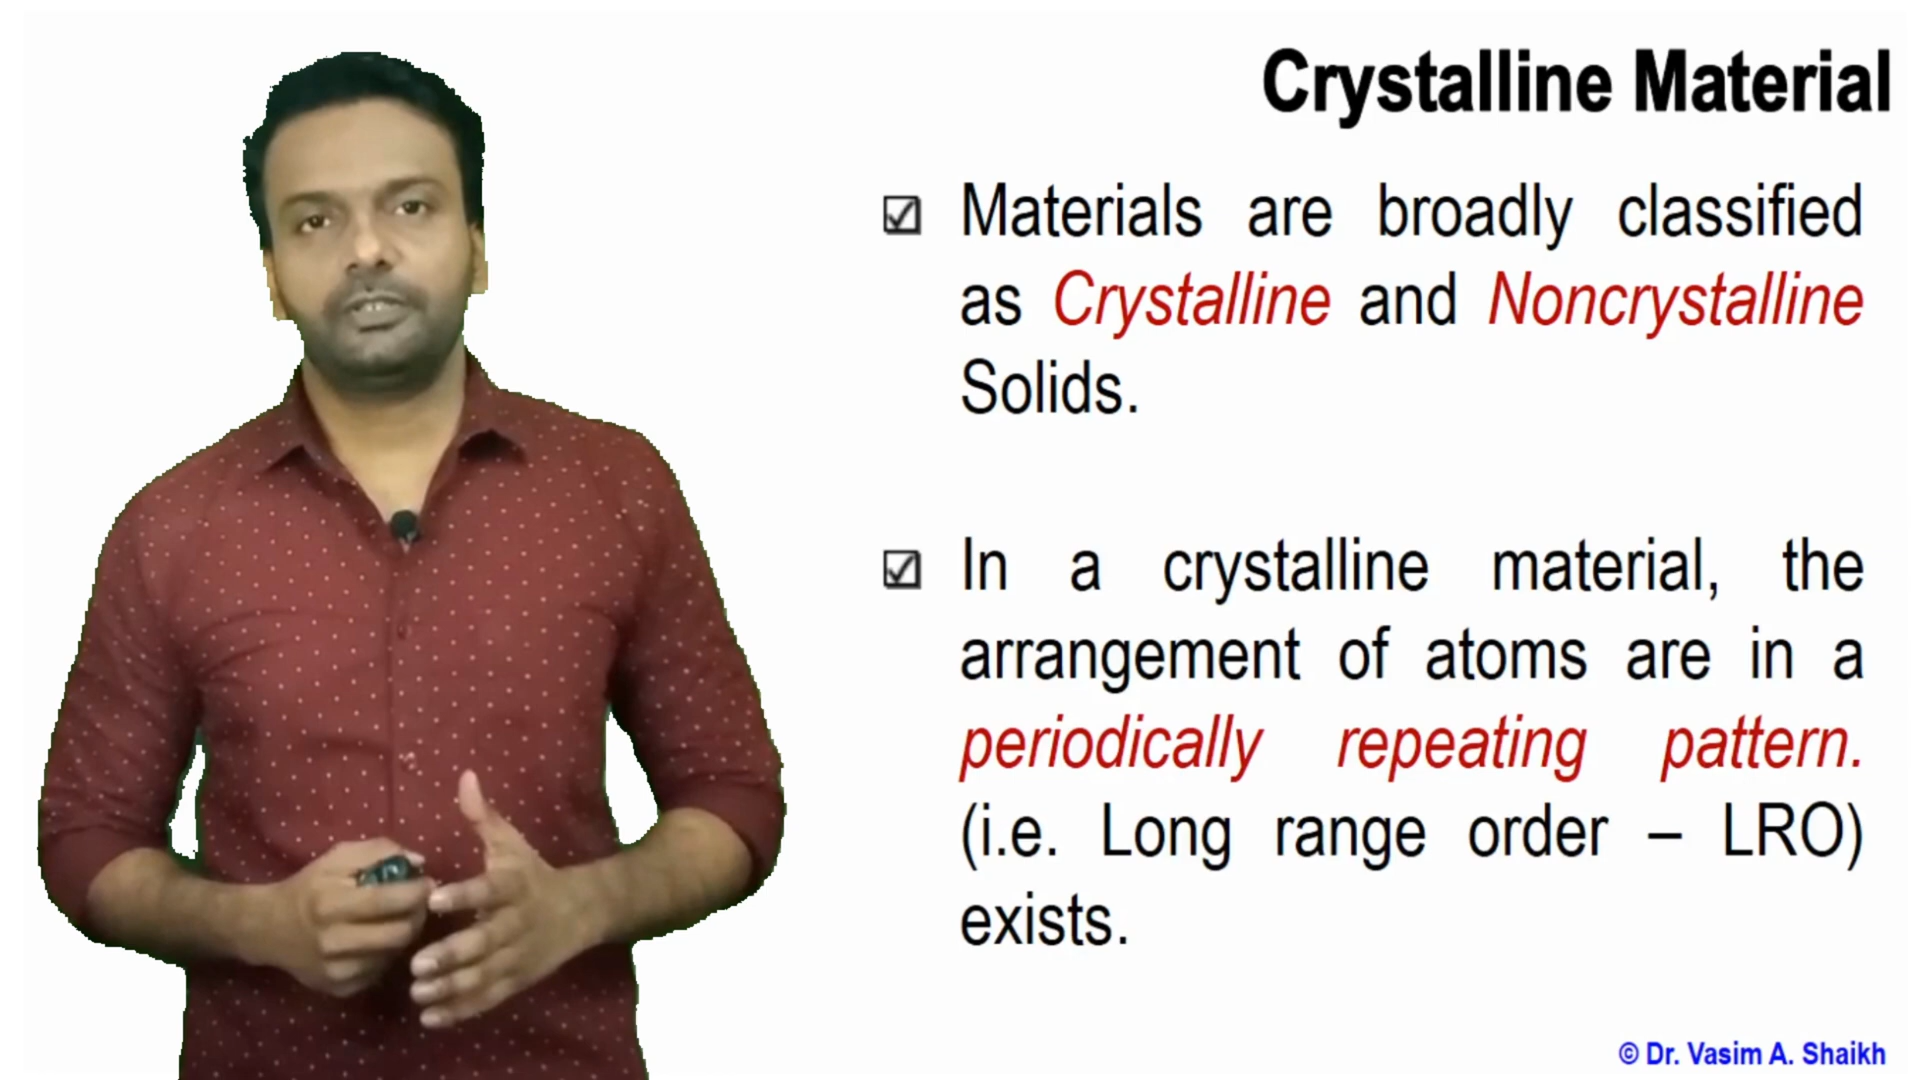 Crystalline Material
Materials are broadly classified
as Crystalline and Noncrystalline
Solids.
In a crystalline material, the
arrangement of atoms are in a
periodically repeating pattern.
(i.e. Long range order – LRO)
exists.
© Dr. Vasim A. Shaikh